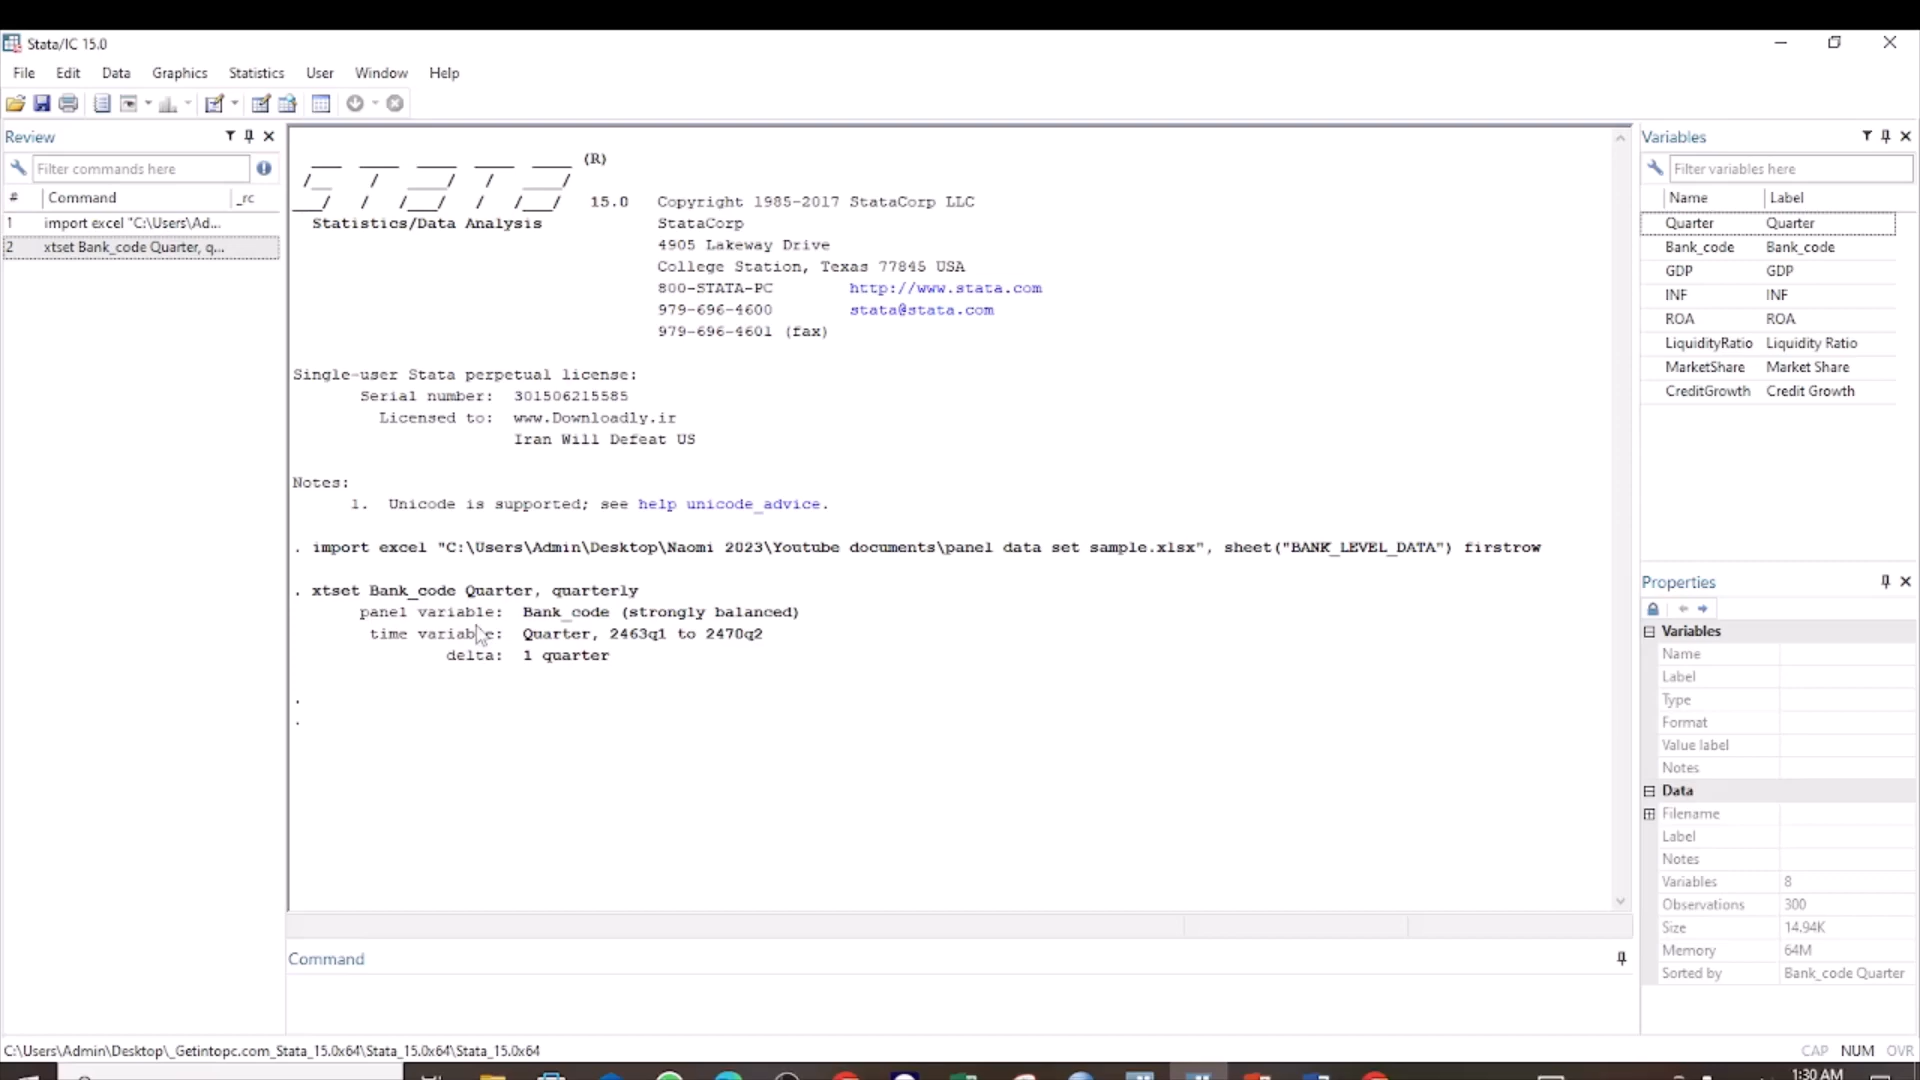 Stata/IC 15.0
File Edit Data Graphics Statistics User Window Help
Review
Filter commands here
# Command _rc
1 import excel "C:\Users\Ad...
2 xtset Bank_code Quarter, q...
(R)
STATA
15.0 Copyright 1985-2017 StataCorp LLC
Statistics/Data Analysis StataCorp
4905 Lakeway Drive
College Station, Texas 77845 USA
800-STATA-PC http://www.stata.com
979-696-4600 stata@stata.com
979-696-4601 (fax)
Single-user Stata perpetual license:
Serial number: 301506215585
Licensed to: www.Downloadly.ir
Iran Will Defeat US
Notes:
1. Unicode is supported; see help unicode_advice.
. import excel "C:\Users\Admin\Desktop\Naomi 2023\Youtube documents\panel data set sample.xlsx", sheet("BANK_LEVEL_DATA") firstrow
. xtset Bank_code Quarter, quarterly
panel variable: Bank_code (strongly balanced)
time variable: Quarter, 2463q1 to 2470q2
delta: 1 quarter
.
.
Command
Variables
Filter variables here
Name Label
Quarter Quarter
Bank_code Bank_code
GDP GDP
INF INF
ROA ROA
LiquidityRatio Liquidity Ratio
MarketShare Market Share
CreditGrowth Credit Growth
Properties
Variables
Name
Label
Type
Format
Value label
Notes
Data
Filename
Label
Notes
Variables 8
Observations 300
Size 14.94K
Memory 64M
Sorted by Bank_code Quarter
C:\Users\Admin\Desktop\_Getintopc.com_Stata_15.0x64\Stata_15.0x64\Stata_15.0x64
CAP NUM OVR
1:30 AM